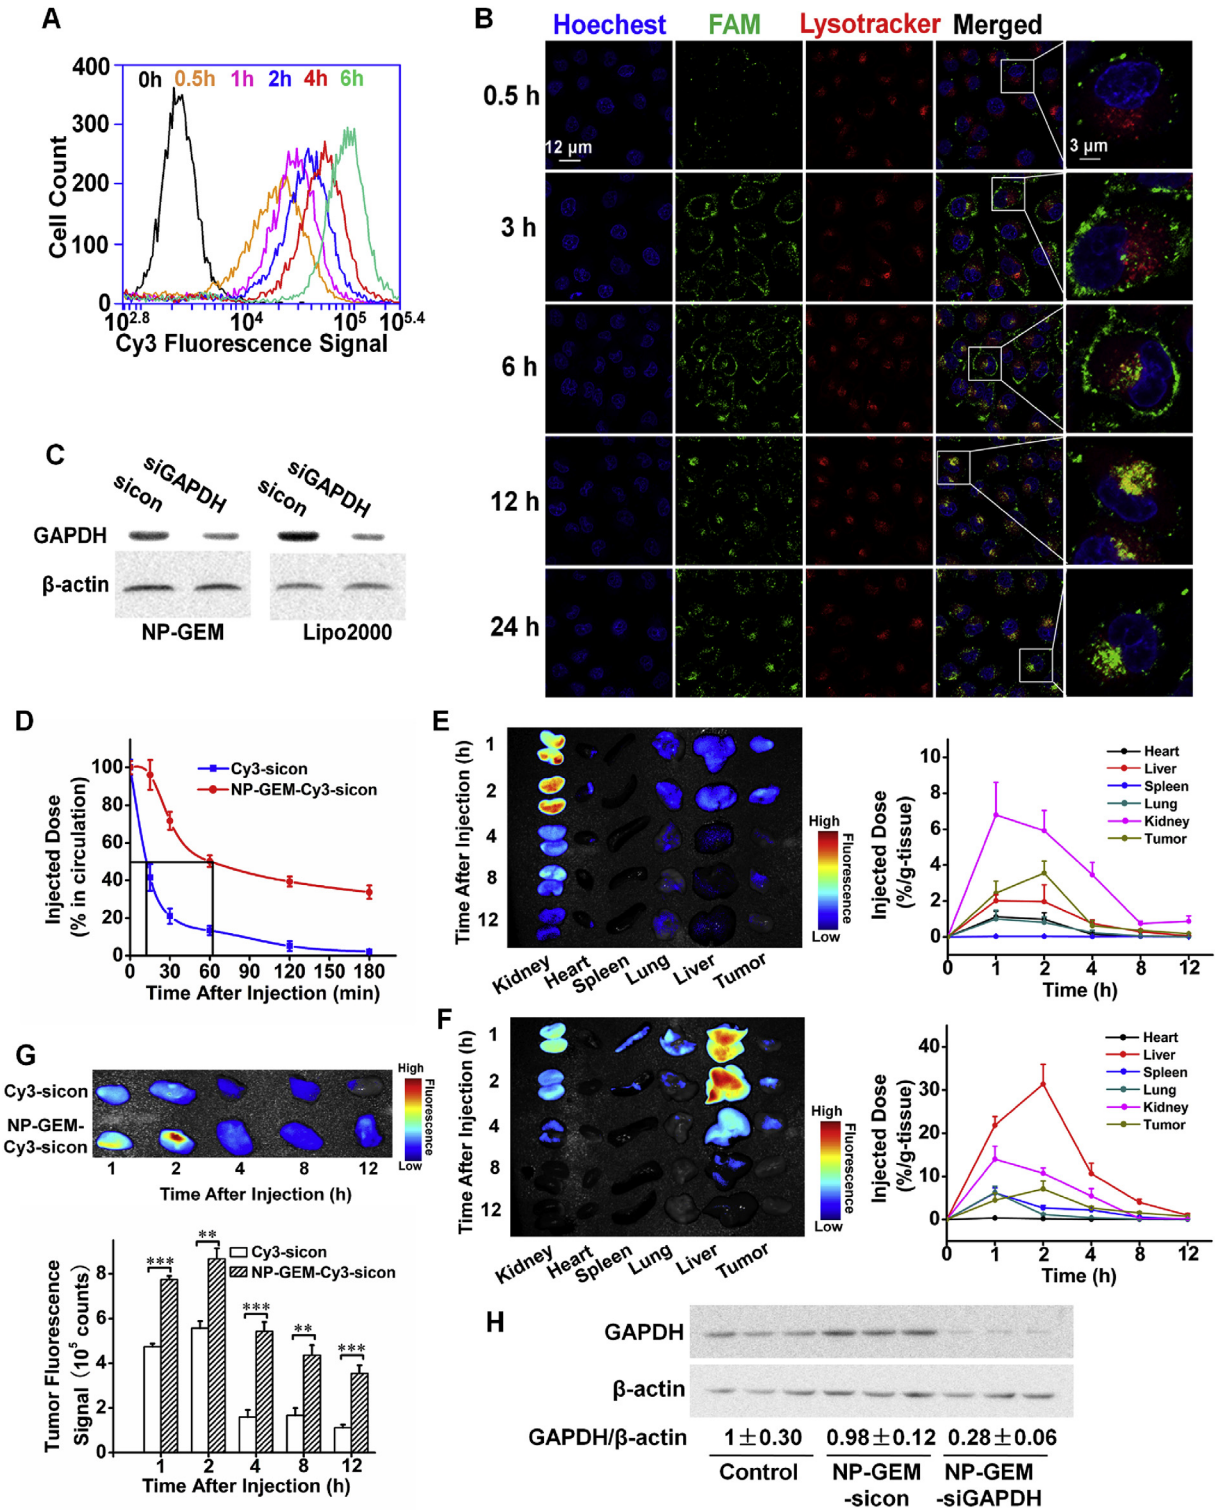 A
400
300
200
100
0
Cell Count
0h 0.5h 1h 2h 4h 6h
10^2.8 10^4 10^5 10^5.4
Cy3 Fluorescence Signal
B
Hoechest FAM Lysotracker Merged
0.5 h
12 μm
3 μm
3 h
6 h
12 h
24 h
C
sicon siGAPDH sicon siGAPDH
GAPDH
β-actin
NP-GEM Lipo2000
D
Injected Dose
(% in circulation)
100
80
60
40
20
0
Cy3-sicon
NP-GEM-Cy3-sicon
0 30 60 90 120 150 180
Time After Injection (min)
E
Time After Injection (h)
1
2
4
8
12
Kidney Heart Spleen Lung Liver Tumor
High
Fluorescence
Low
Injected Dose
(%/g-tissue)
10
8
6
4
2
0
Heart
Liver
Spleen
Lung
Kidney
Tumor
0 1 2 4 8 12
Time (h)
F
Time After Injection (h)
1
2
4
8
12
Kidney Heart Spleen Lung Liver Tumor
High
Fluorescence
Low
Injected Dose
(%/g-tissue)
40
30
20
10
0
Heart
Liver
Spleen
Lung
Kidney
Tumor
0 1 2 4 8 12
Time (h)
G
Cy3-sicon
NP-GEM-
Cy3-sicon
High
Fluorescence
Low
1 2 4 8 12
Time After Injection (h)
Tumor Fluorescence
Signal (10^5 counts)
8
6
4
2
0
Cy3-sicon
NP-GEM-Cy3-sicon
*** ** *** ** ***
1 2 4 8 12
Time After Injection (h)
H
GAPDH
β-actin
GAPDH/β-actin 1±0.30 0.98±0.12 0.28±0.06
Control NP-GEM NP-GEM
-sicon -siGAPDH